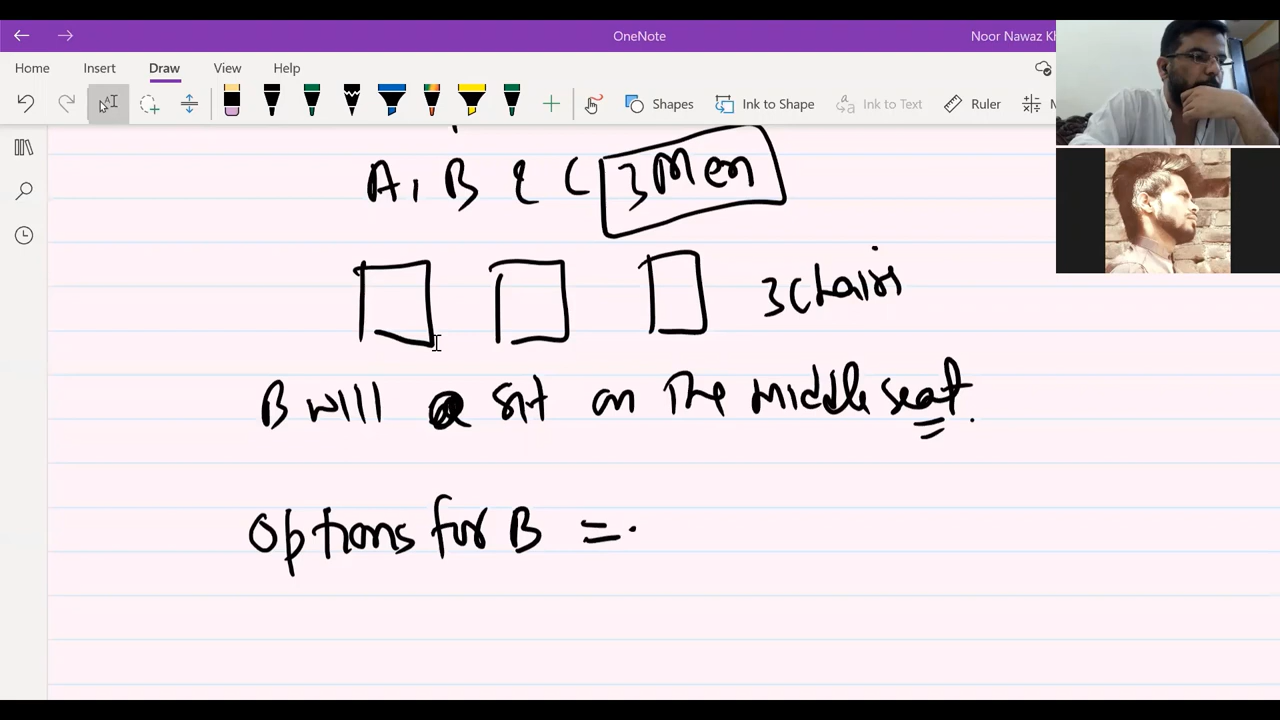 OneNote
Noor Nawaz Kh
Home Insert Draw View Help
Shapes Ink to Shape Ink to Text Ruler M
A, B & C 3 Men
3 Chairs
B will sit on The middle seat.
Options for B =